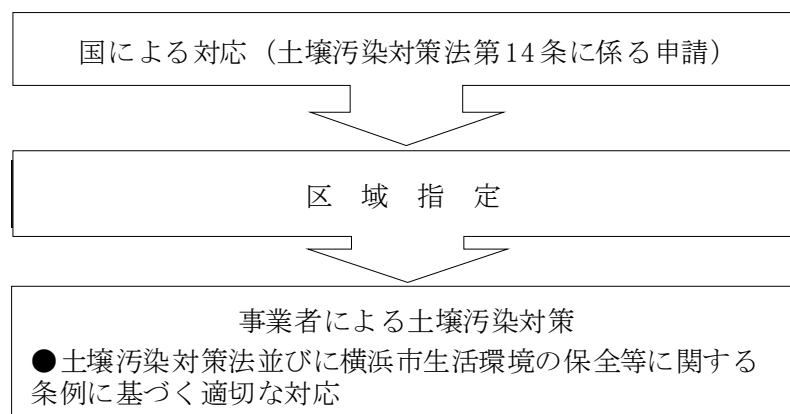 国による対応（土壌汚染対策法第14条に係る申請）
区　域　指　定
事業者による土壌汚染対策
●土壌汚染対策法並びに横浜市生活環境の保全等に関する
条例に基づく適切な対応